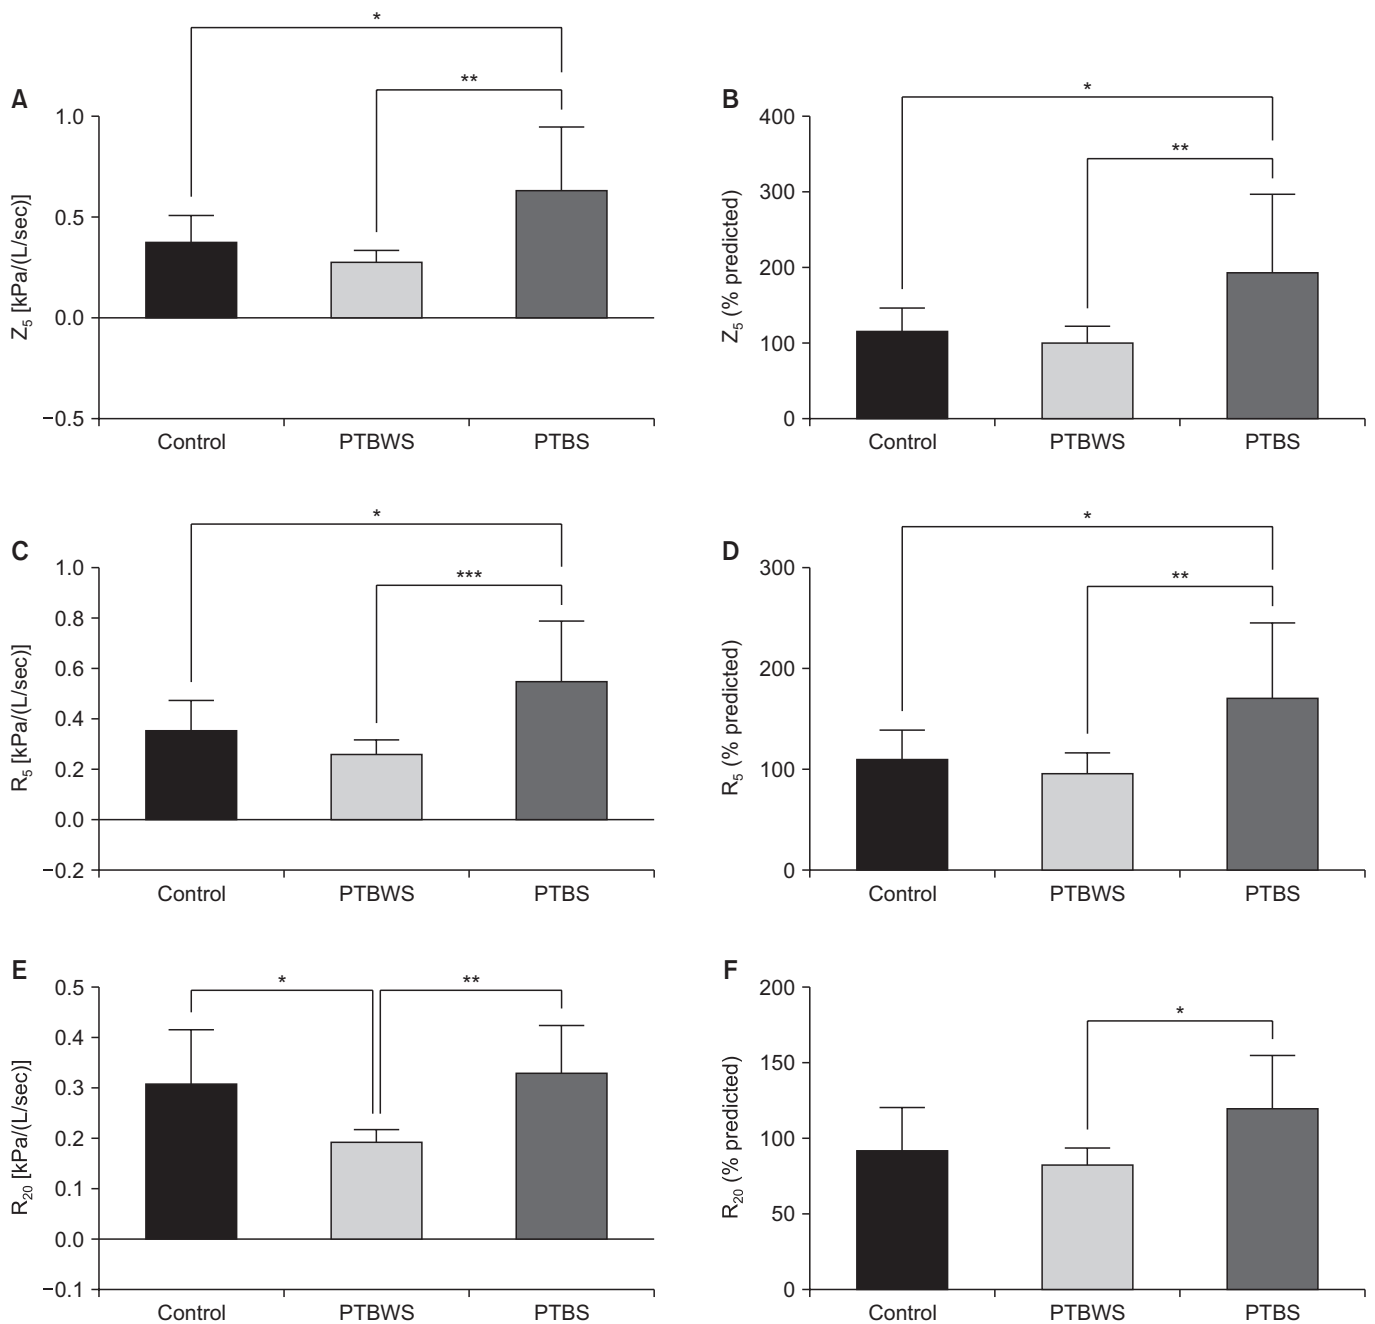 A
*
**
1.0
0.5
0.0
−0.5
Z5 [kPa/(L/sec)]
Control PTBWS PTBS
B
*
**
400
300
200
100
0
Z5 (% predicted)
Control PTBWS PTBS
C
*
***
1.0
0.8
0.6
0.4
0.2
0.0
−0.2
R5 [kPa/(L/sec)]
Control PTBWS PTBS
D
*
**
300
200
100
0
R5 (% predicted)
Control PTBWS PTBS
E
* **
0.5
0.4
0.3
0.2
0.1
0.0
−0.1
R20 [kPa/(L/sec)]
Control PTBWS PTBS
F
*
200
150
100
50
0
R20 (% predicted)
Control PTBWS PTBS